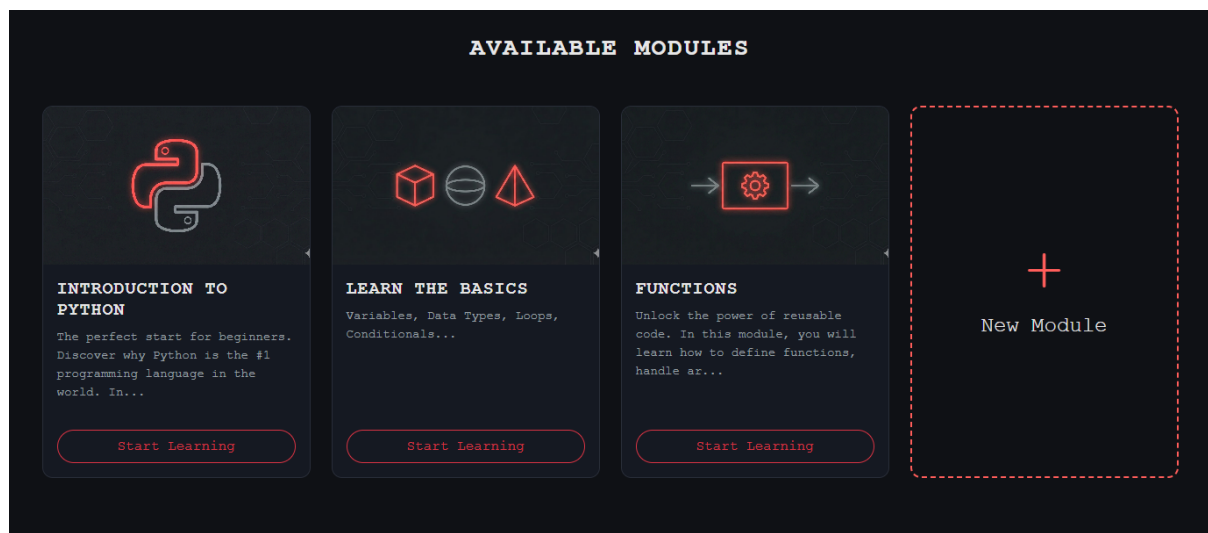 AVAILABLE MODULES
INTRODUCTION TO
PYTHON
The perfect start for beginners.
Discover why Python is the #1
programming language in the
world. In...
Start Learning
LEARN THE BASICS
Variables, Data Types, Loops,
Conditionals...
Start Learning
FUNCTIONS
Unlock the power of reusable
code. In this module, you will
learn how to define functions,
handle ar...
Start Learning
New Module